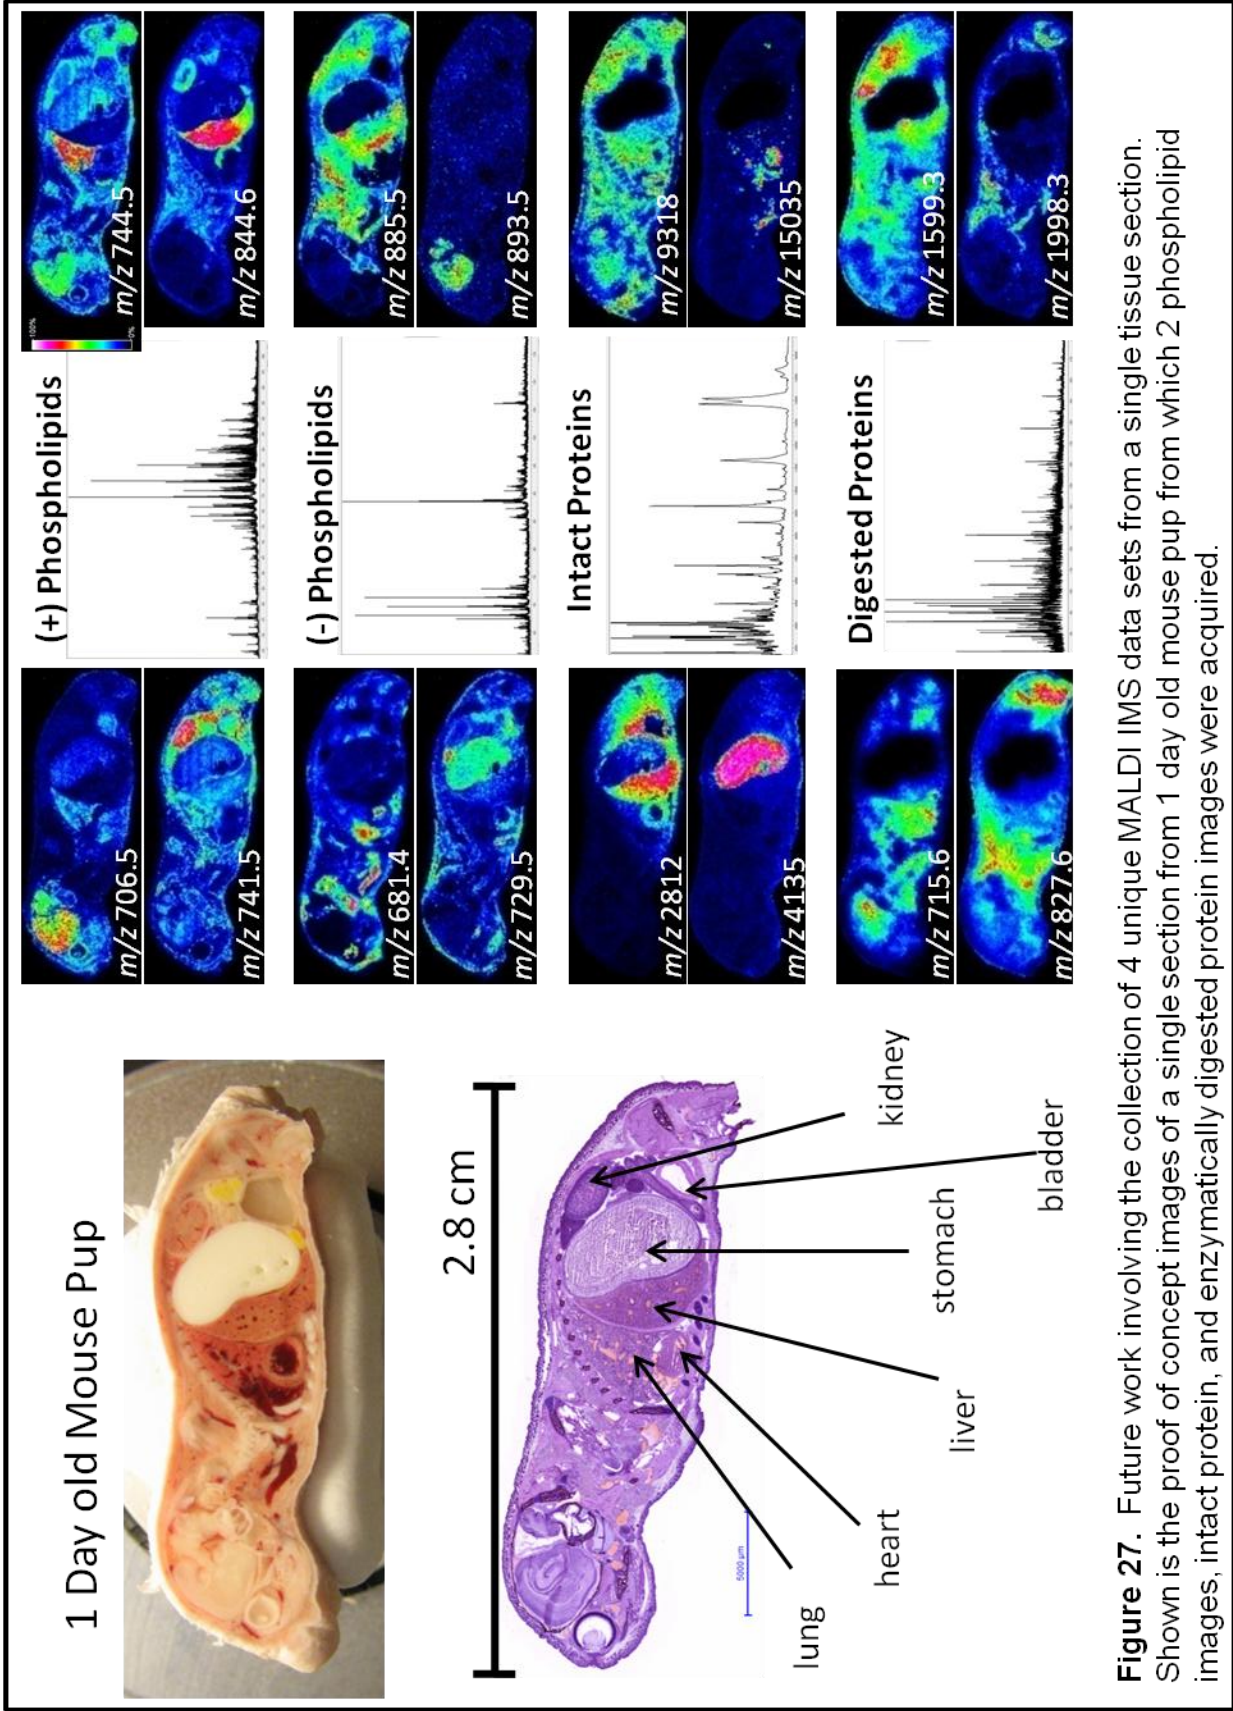 1 Day old Mouse Pup
2.8 cm
5000 µm
lung
heart
liver
stomach
bladder
kidney
m/z 706.5
m/z 741.5
(+) Phospholipids
100%
0%
m/z 744.5
m/z 844.6
m/z 681.4
m/z 729.5
(-) Phospholipids
m/z 885.5
m/z 893.5
m/z 2812
m/z 4135
Intact Proteins
m/z 9318
m/z 15035
m/z 715.6
m/z 827.6
Digested Proteins
m/z 1599.3
m/z 1998.3
Figure 27. Future work involving the collection of 4 unique MALDI IMS data sets from a single tissue section.
Shown is the proof of concept images of a single section from 1 day old mouse pup from which 2 phospholipid
images, intact protein, and enzymatically digested protein images were acquired.